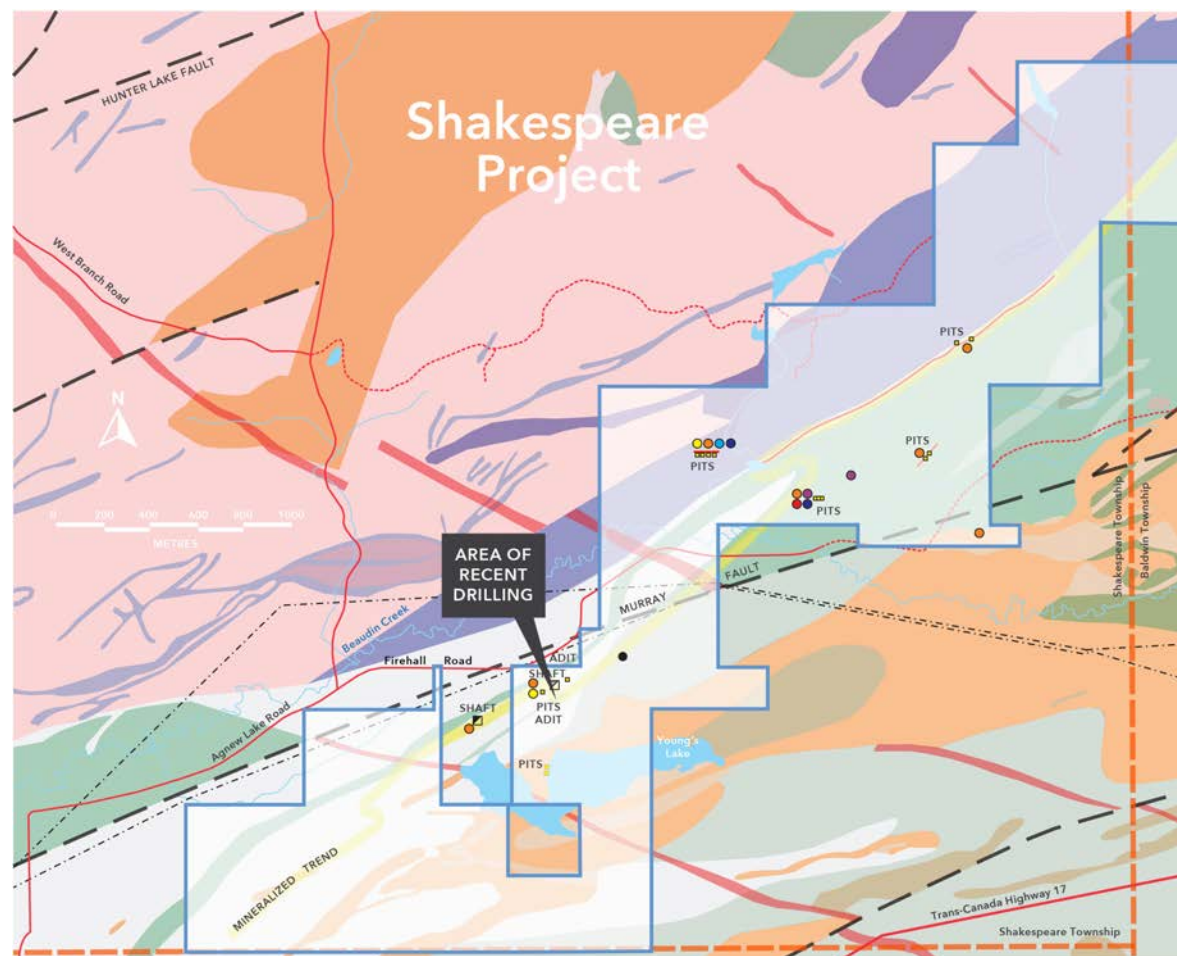 HUNTER LAKE FAULT
Shakespeare
Project
West Branch Road
PITS
N
PITS
PITS
PITS
0 200 400 600 800 1000
METRES
AREA OF
RECENT
DRILLING
Shakespeare Township
Baldwin Township
FAULT
MURRAY
Beaudin Creek
Firehall Road
ADIT
SHAFT
SHAFT
PITS
ADIT
Agnew Lake Road
Young's
Lake
PITS
MINERALIZED TREND
Trans-Canada Highway 17
Shakespeare Township